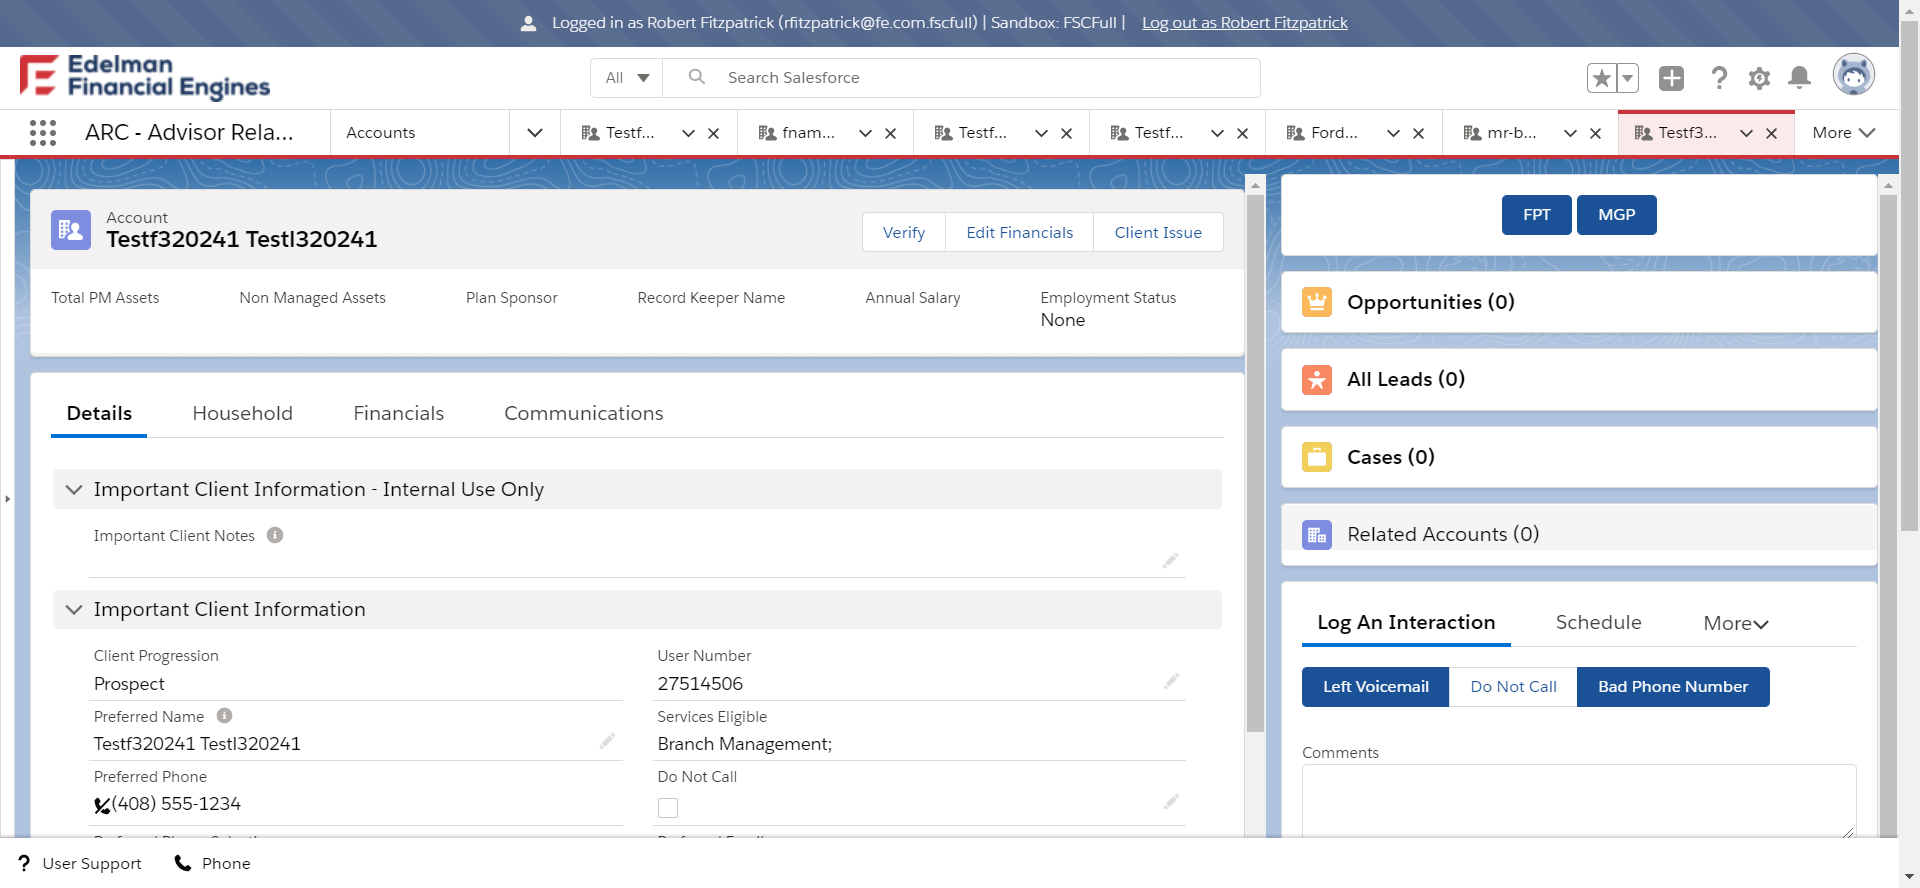 Logged in as Robert Fitzpatrick (rfitzpatrick@fe.com.fscfull) | Sandbox: FSCFull | Log out as Robert Fitzpatrick
Edelman
Financial Engines
All
Search Salesforce
ARC - Advisor Rela...
Accounts
Testf...
fnam...
Testf...
Testf...
Ford...
mr-b...
Testf3...
More
Account
Testf320241 Testl320241
Verify
Edit Financials
Client Issue
Total PM Assets
Non Managed Assets
Plan Sponsor
Record Keeper Name
Annual Salary
Employment Status
None
Details
Household
Financials
Communications
Important Client Information - Internal Use Only
Important Client Notes
Important Client Information
Client Progression
Prospect
User Number
27514506
Preferred Name
Testf320241 Testl320241
Services Eligible
Branch Management;
Preferred Phone
(408) 555-1234
Do Not Call
FPT
MGP
Opportunities (0)
All Leads (0)
Cases (0)
Related Accounts (0)
Log An Interaction
Schedule
More
Left Voicemail
Do Not Call
Bad Phone Number
Comments
User Support
Phone